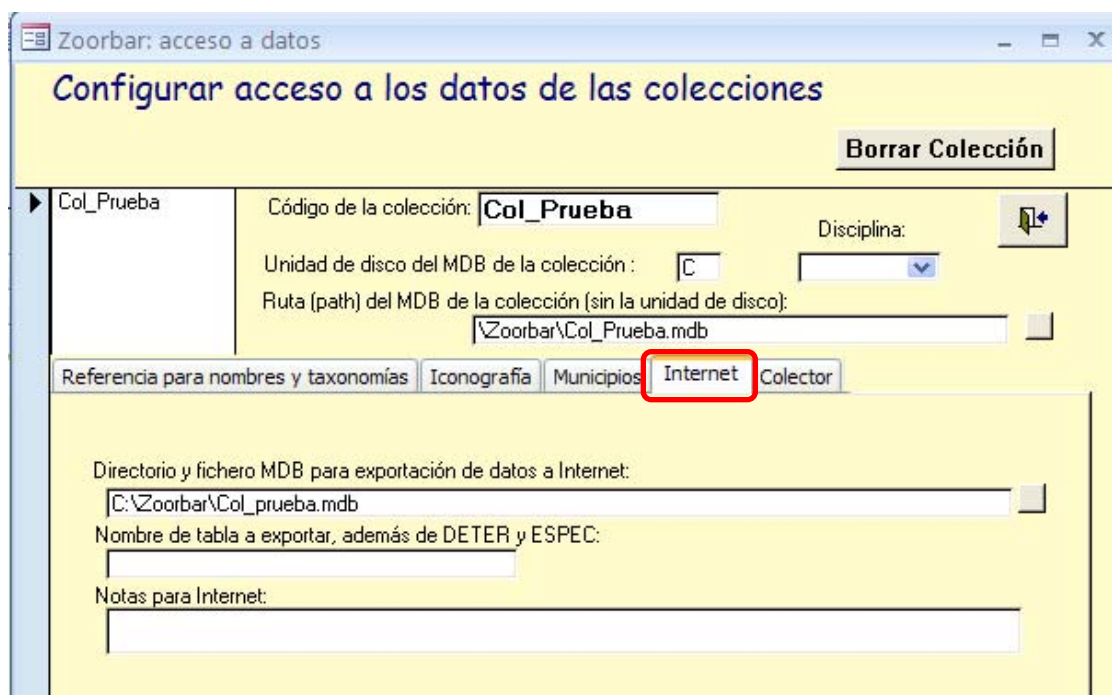 Zoorbar: acceso a datos
Configurar acceso a los datos de las colecciones
Borrar Colección
Col_Prueba
Código de la colección: Col_Prueba
Disciplina:
Unidad de disco del MDB de la colección : C
Ruta (path) del MDB de la colección (sin la unidad de disco):
\Zoorbar\Col_Prueba.mdb
Referencia para nombres y taxonomías Iconografía Municipios Internet Colector
Directorio y fichero MDB para exportación de datos a Internet:
C:\Zoorbar\Col_prueba.mdb
Nombre de tabla a exportar, además de DETER y ESPEC:
Notas para Internet: